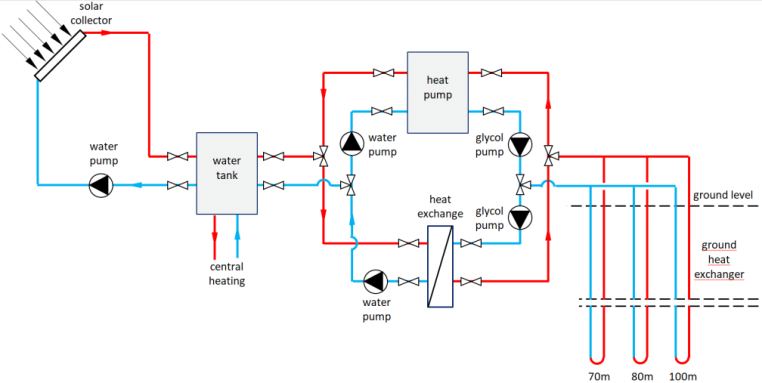 solar
collector
heat
pump
water
pump
glycol
pump
water
pump
water
tank
heat
exchange
glycol
pump
ground level
ground
heat
exchanger
central
heating
water
pump
70m
80m
100m